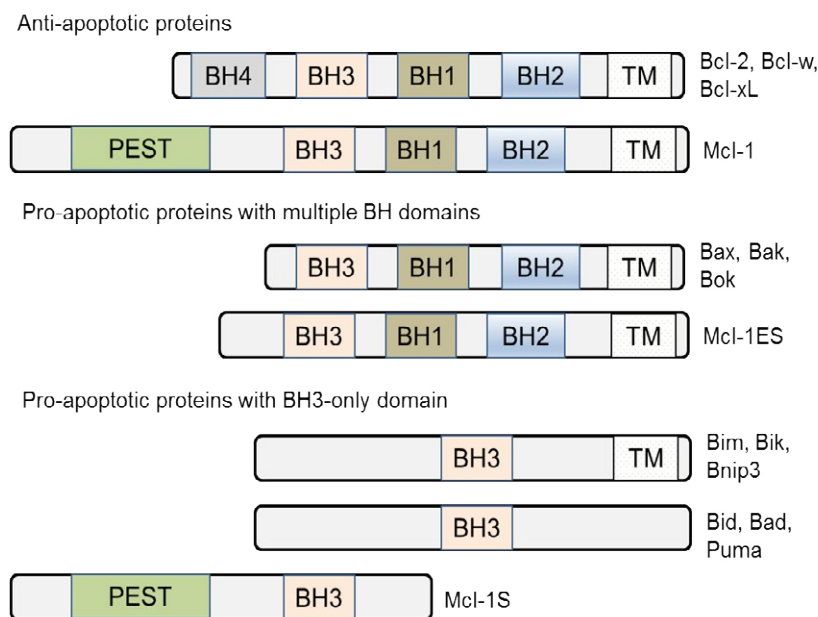 Anti-apoptotic proteins
BH4 BH3 BH1 BH2 TM
Bcl-2, Bcl-w,
Bcl-xL
PEST BH3 BH1 BH2 TM Mcl-1
Pro-apoptotic proteins with multiple BH domains
BH3 BH1 BH2 TM
Bax, Bak,
Bok
BH3 BH1 BH2 TM Mcl-1ES
Pro-apoptotic proteins with BH3-only domain
BH3 TM
Bim, Bik,
Bnip3
BH3
Bid, Bad,
Puma
PEST BH3 Mcl-1S